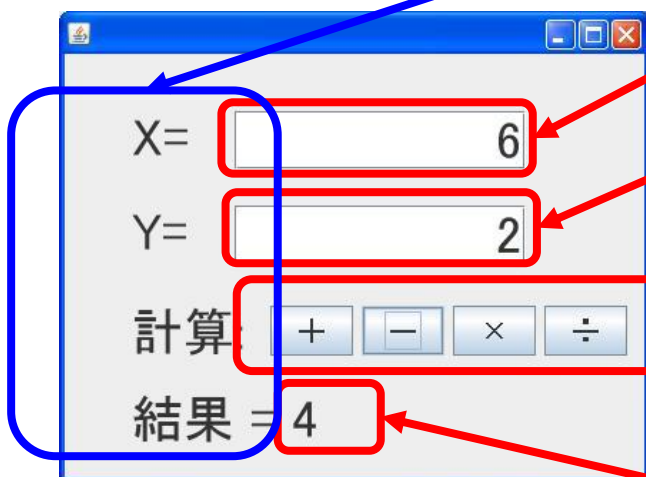 X= 6
Y= 2
計算: + − × ÷
結果 = 4